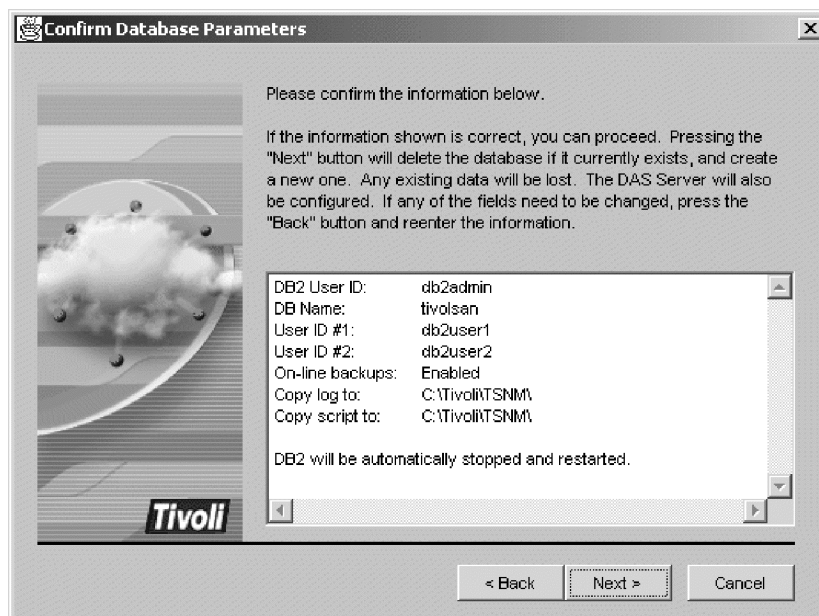 Confirm Database Parameters
Please confirm the information below.
If the information shown is correct, you can proceed. Pressing the
"Next" button will delete the database if it currently exists, and create
a new one. Any existing data will be lost. The DAS Server will also
be configured. If any of the fields need to be changed, press the
"Back" button and reenter the information.
DB2 User ID: db2admin
DB Name: tivolsan
User ID #1: db2user1
User ID #2: db2user2
On-line backups: Enabled
Copy log to: C:\Tivoli\TSNM\
Copy script to: C:\Tivoli\TSNM\
DB2 will be automatically stopped and restarted.
Tivoli
< Back Next > Cancel